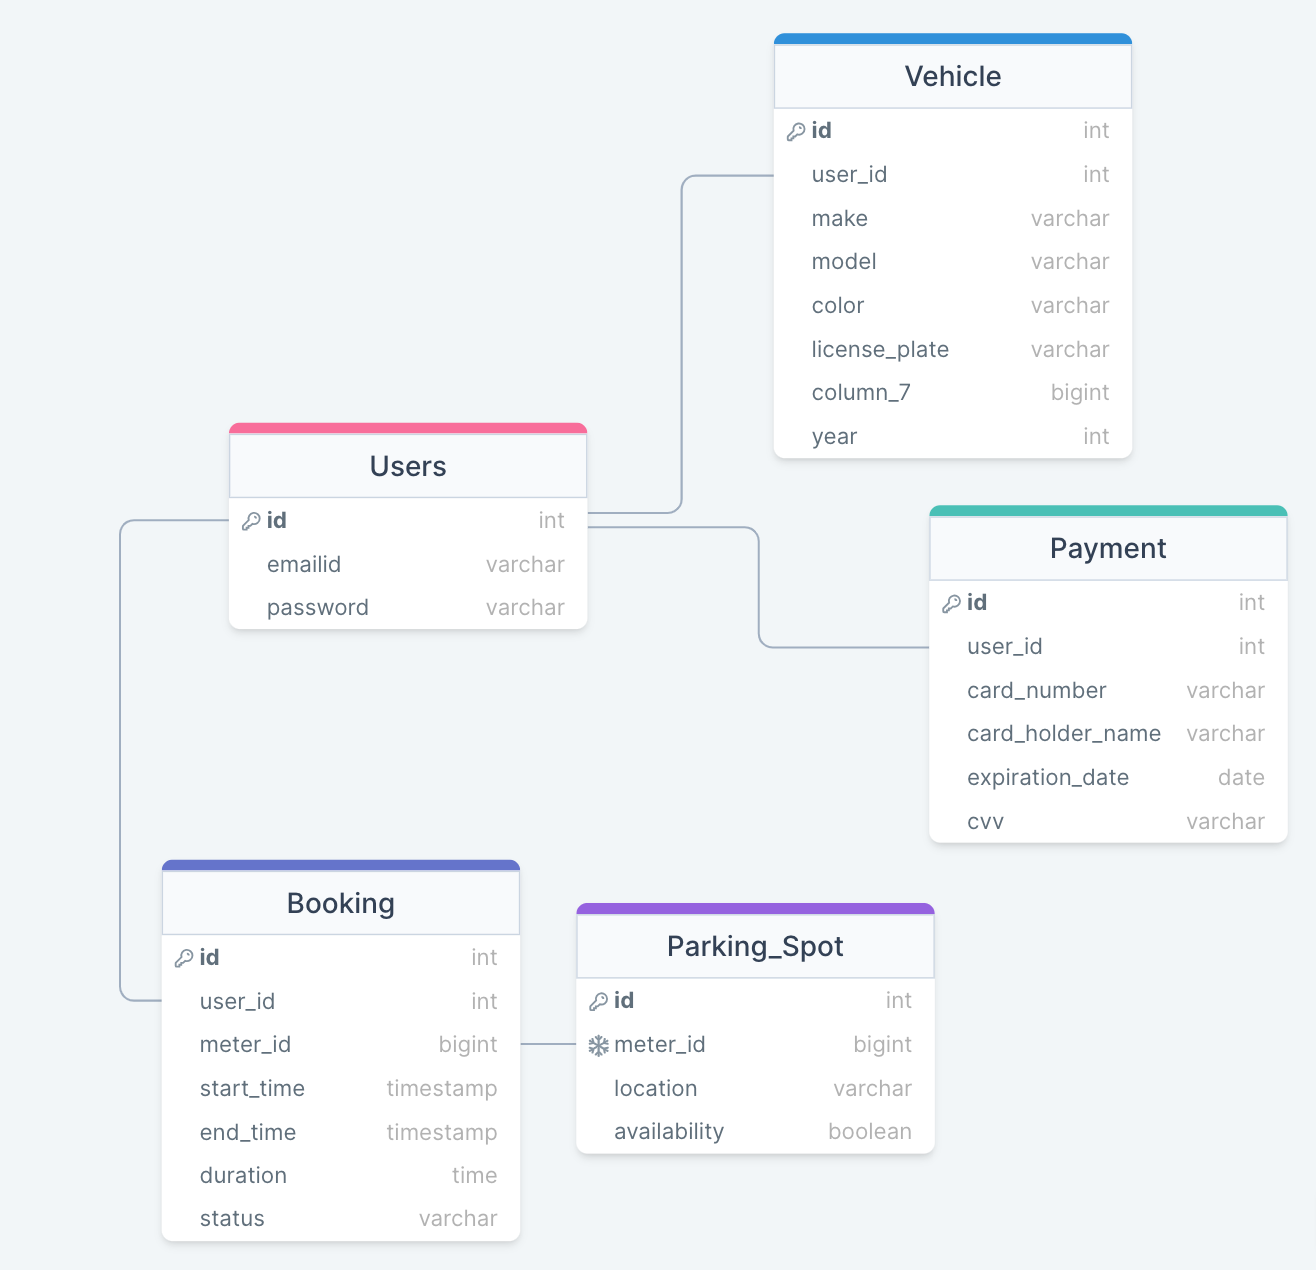 Vehicle
id int
user_id int
make varchar
model varchar
color varchar
license_plate varchar
column_7 bigint
year int
Users
id int
emailid varchar
password varchar
Payment
id int
user_id int
card_number varchar
card_holder_name varchar
expiration_date date
cvv varchar
Booking
id int
user_id int
meter_id bigint
start_time timestamp
end_time timestamp
duration time
status varchar
Parking_Spot
id int
meter_id bigint
location varchar
availability boolean